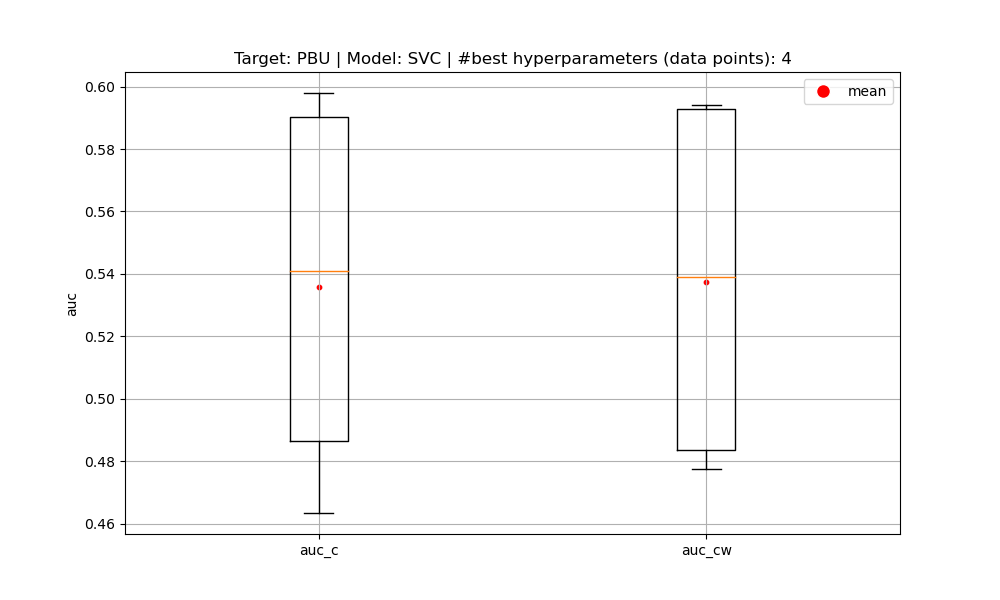 Target: PBU | Model: SVC | #best hyperparameters (data points): 4
mean
0.60
0.58
0.56
0.54
0.52
0.50
0.48
0.46
auc
auc_c
auc_cw